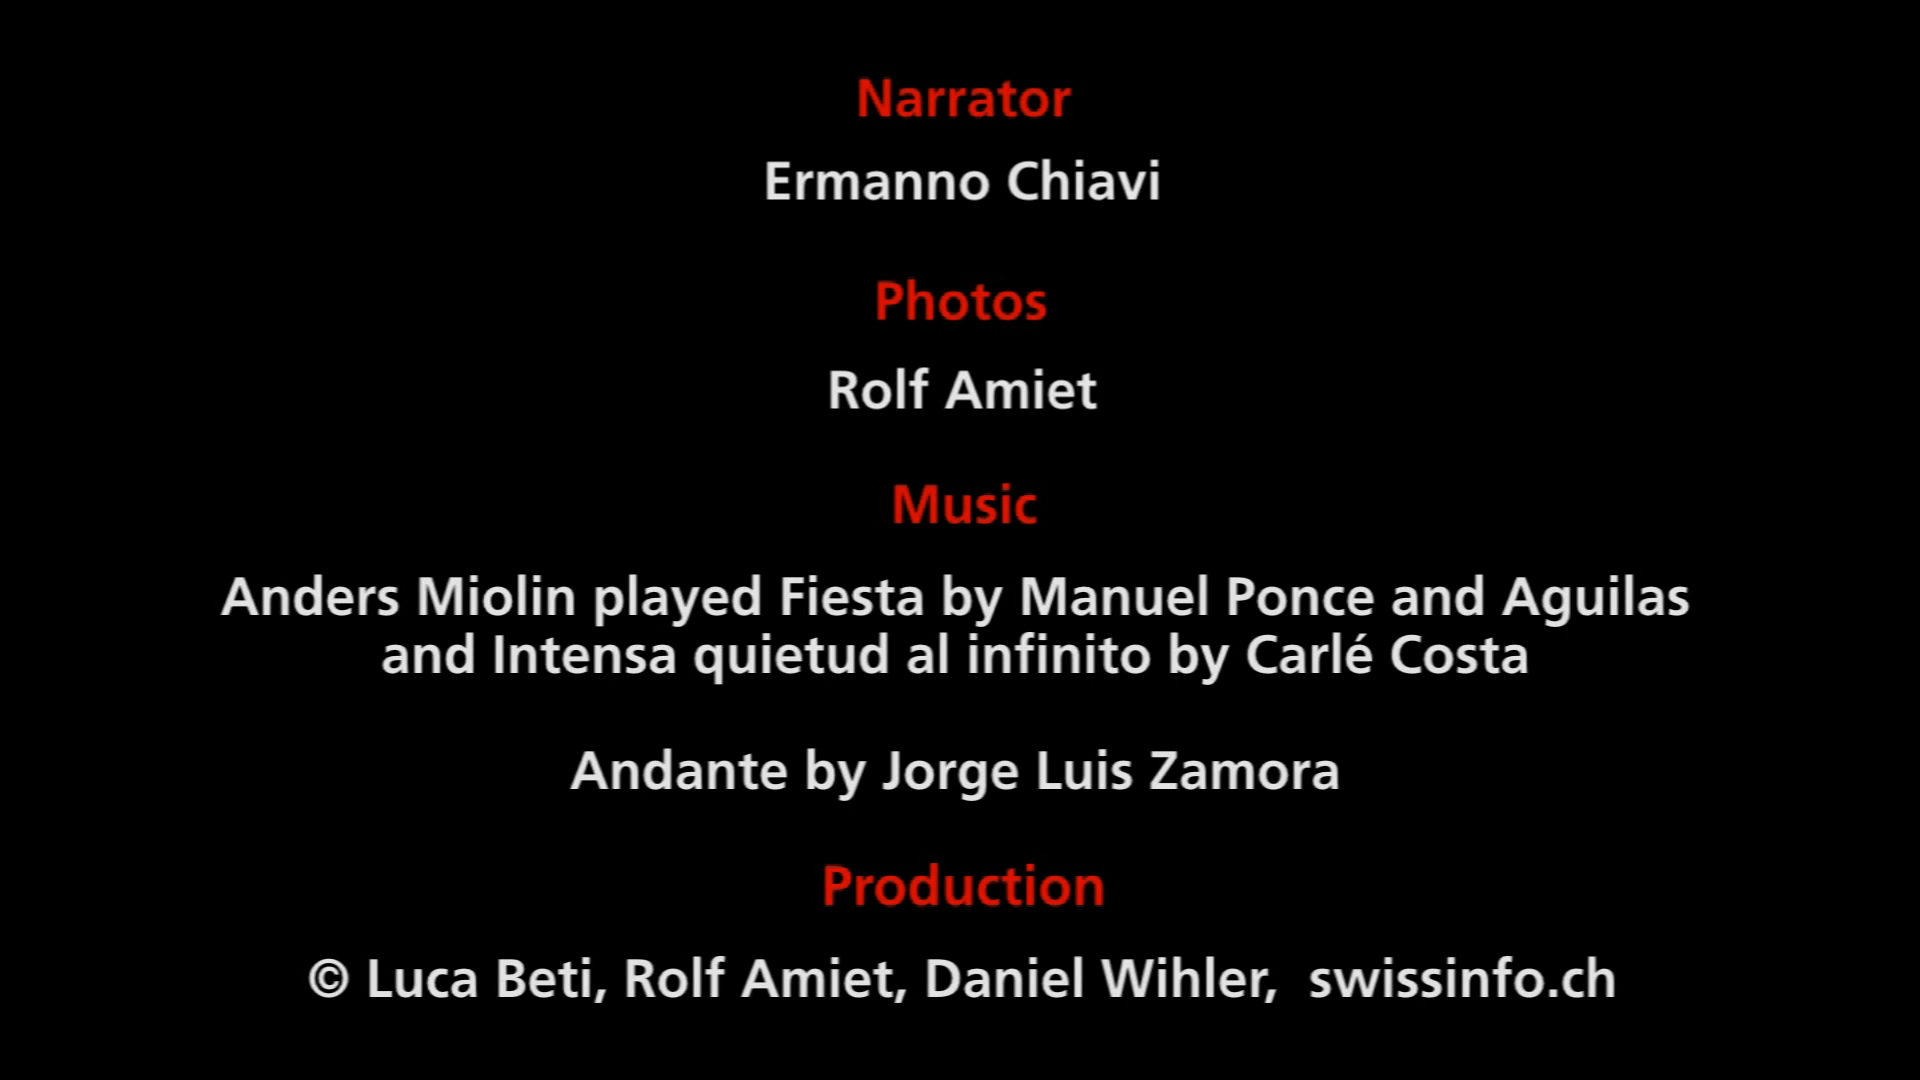 Narrator
Ermanno Chiavi
Photos
Rolf Amiet
Music
Anders Miolin played Fiesta by Manuel Ponce and Aguilas
and Intensa quietud al infinito by Carlé Costa
Andante by Jorge Luis Zamora
Production
© Luca Beti, Rolf Amiet, Daniel Wihler,  swissinfo.ch